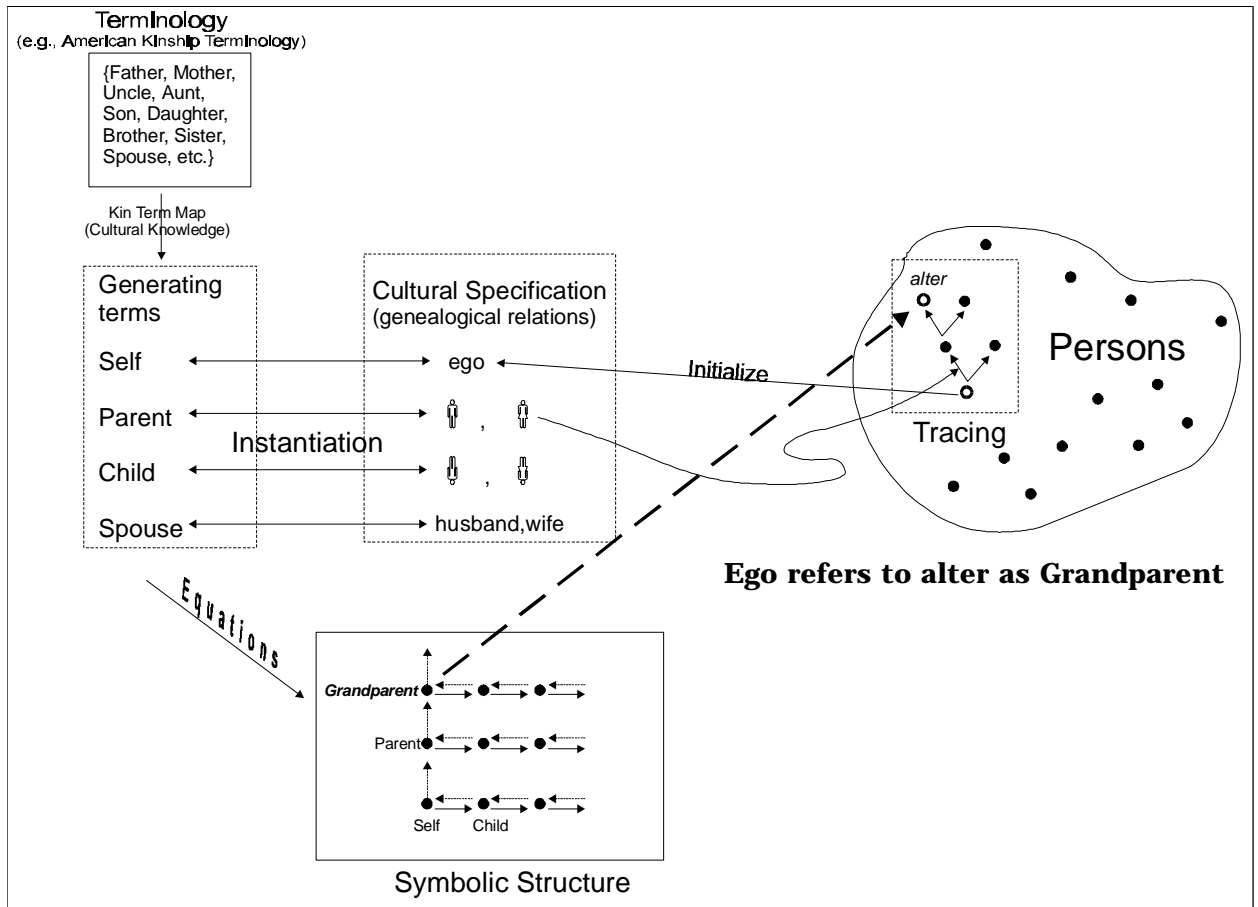 Terminology
(e.g., American Kinship Terminology)
{Father, Mother,
Uncle, Aunt,
Son, Daughter,
Brother, Sister,
Spouse, etc.}
Kin Term Map
(Cultural Knowledge)
Generating
terms
Self
Parent
Child
Spouse
Instantiation
Cultural Specification
(genealogical relations)
ego
,
,
husband,wife
Initialize
alter
Persons
Tracing
Ego refers to alter as Grandparent
Equations
Grandparent
Parent
Self Child
Symbolic Structure